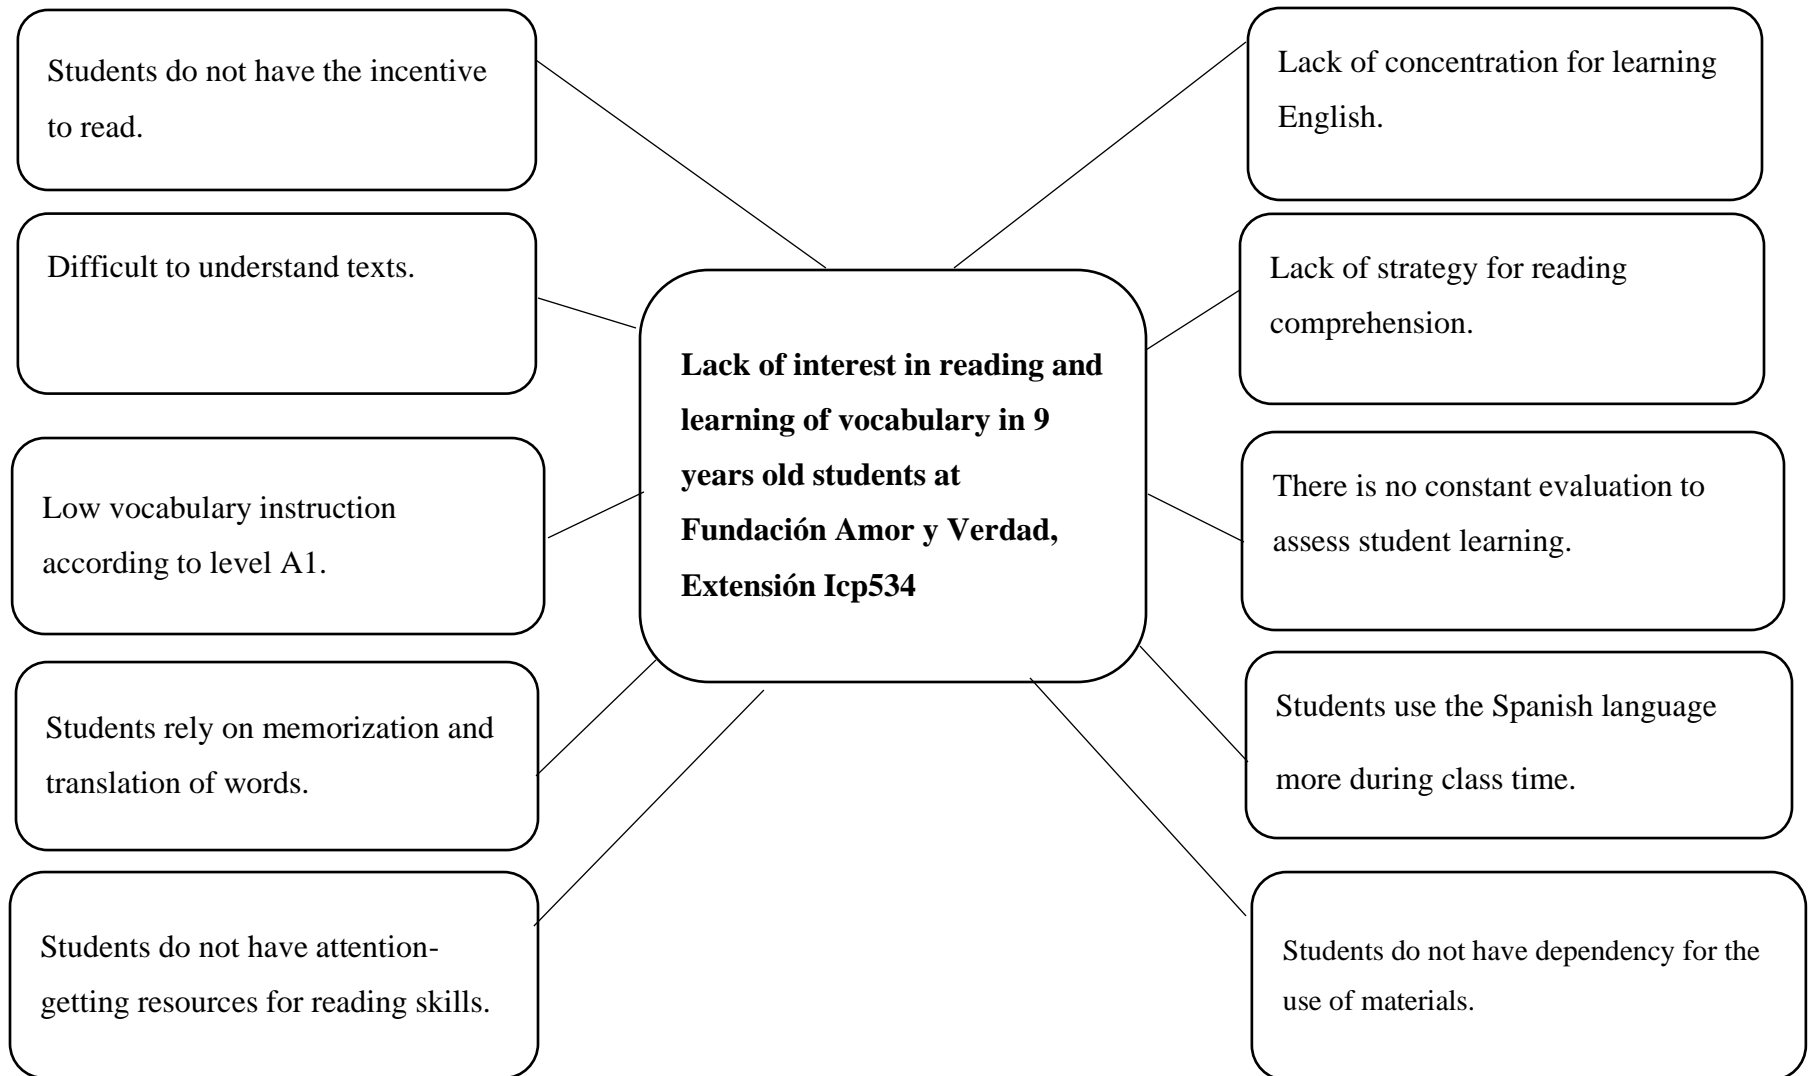 Students do not have the incentive
to read.
Difficult to understand texts.
Low vocabulary instruction
according to level A1.
Students rely on memorization and
translation of words.
Students do not have attention-
getting resources for reading skills.
Lack of interest in reading and
learning of vocabulary in 9
years old students at
Fundación Amor y Verdad,
Extensión Icp534
Lack of concentration for learning
English.
Lack of strategy for reading
comprehension.
There is no constant evaluation to
assess student learning.
Students use the Spanish language
more during class time.
Students do not have dependency for the
use of materials.